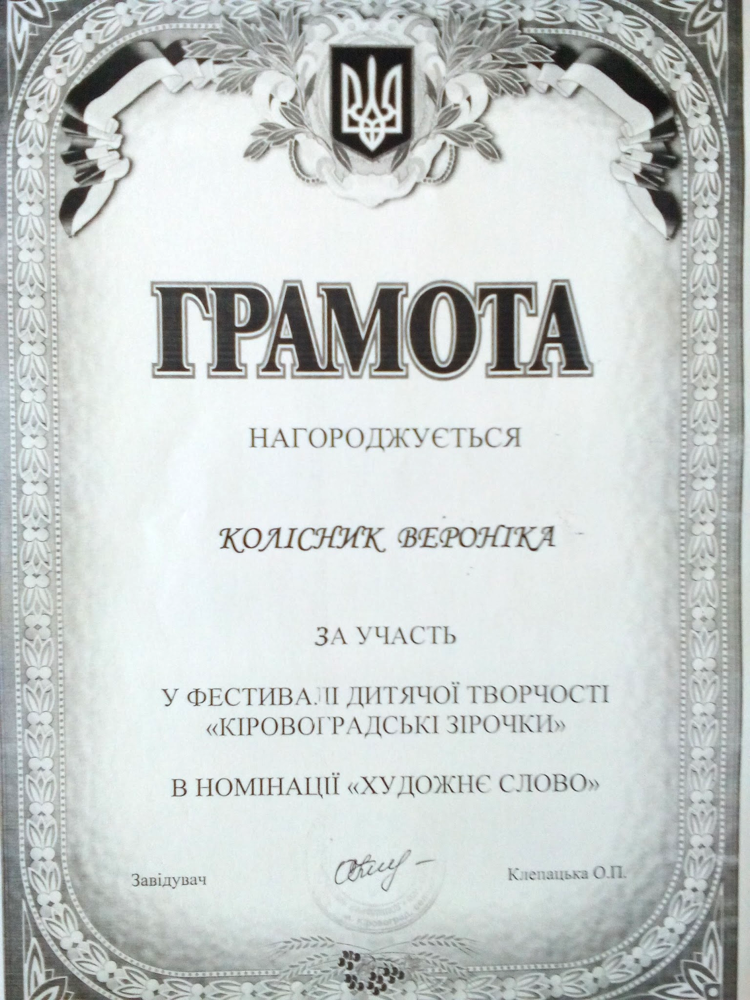 ГРАМОТА
НАГОРОДЖУЄТЬСЯ
КОЛІСНИК ВЕРОНІКА
ЗА УЧАСТЬ
У ФЕСТИВАЛІ ДИТЯЧОЇ ТВОРЧОСТІ
«КІРОВОГРАДСЬКІ ЗІРОЧКИ»
В НОМІНАЦІЇ «ХУДОЖНЄ СЛОВО»
Завідувач Клепацька О.П.